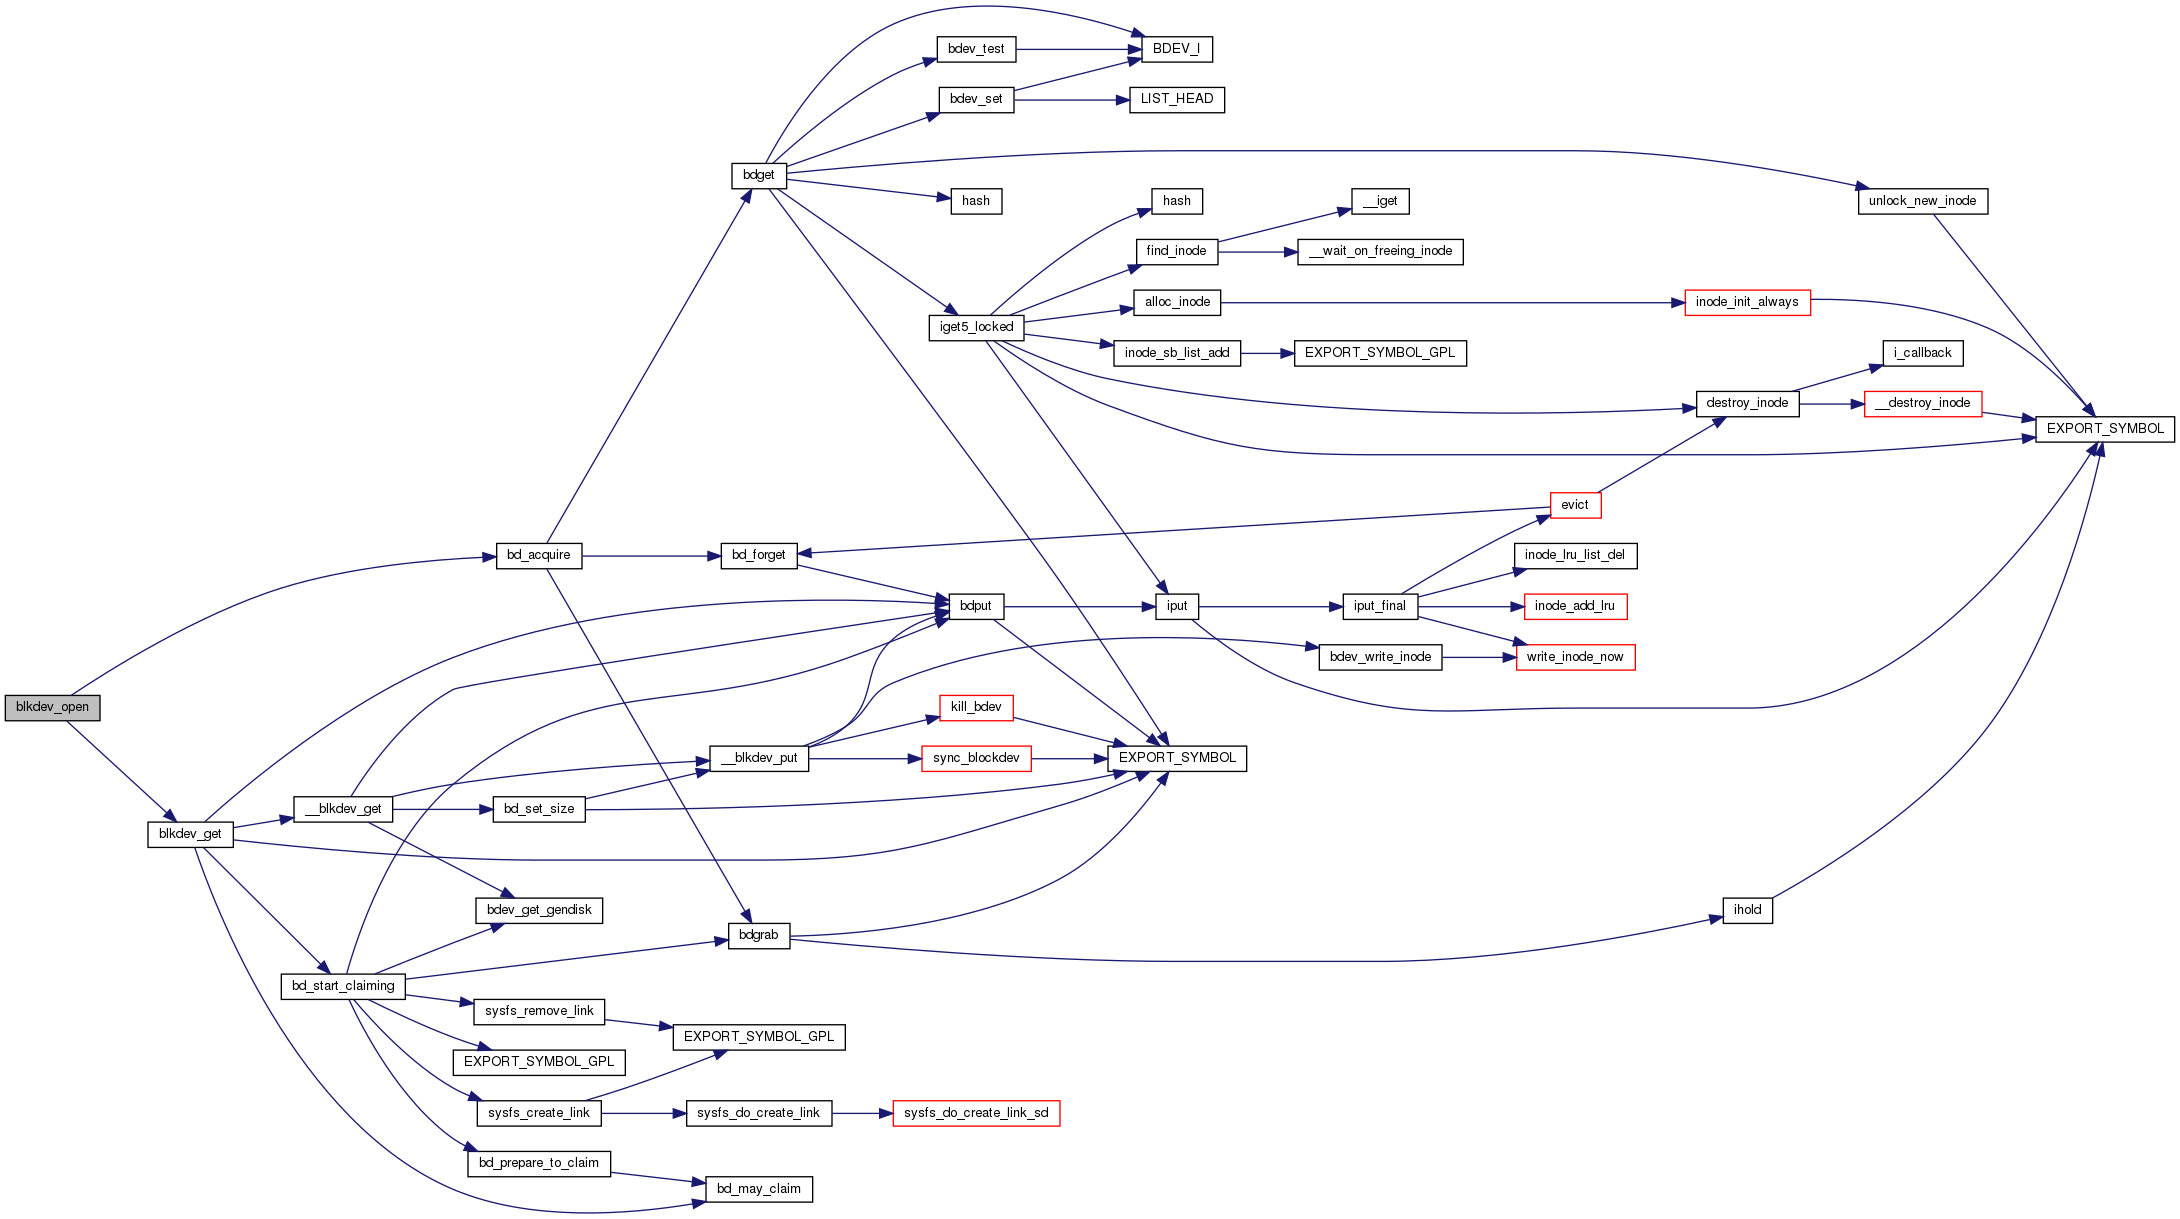 bdev_test
BDEV_I
bdev_set
LIST_HEAD
bdget
hash
hash
__iget
unlock_new_inode
find_inode
__wait_on_freeing_inode
alloc_inode
inode_init_always
iget5_locked
inode_sb_list_add
EXPORT_SYMBOL_GPL
i_callback
destroy_inode
__destroy_inode
EXPORT_SYMBOL
evict
bd_acquire
bd_forget
inode_lru_list_del
bdput
iput
iput_final
inode_add_lru
bdev_write_inode
write_inode_now
blkdev_open
kill_bdev
__blkdev_put
sync_blockdev
EXPORT_SYMBOL
__blkdev_get
bd_set_size
blkdev_get
bdev_get_gendisk
ihold
bdgrab
bd_start_claiming
sysfs_remove_link
EXPORT_SYMBOL_GPL
EXPORT_SYMBOL_GPL
sysfs_create_link
sysfs_do_create_link
sysfs_do_create_link_sd
bd_prepare_to_claim
bd_may_claim